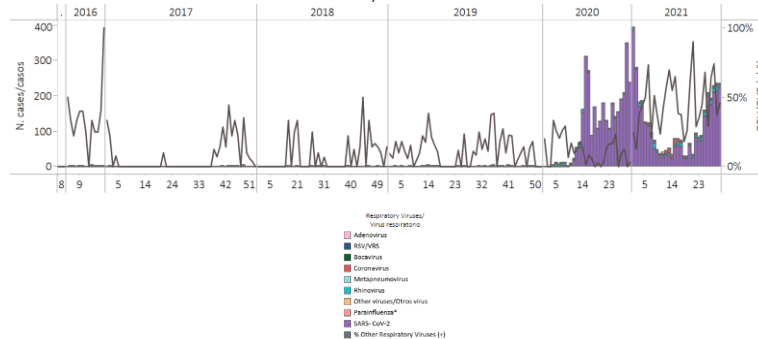 2016 2017 2018 2019 2020 2021
400 100%
300
200 50%
100
0 0%
N. cases/casos
8 9 5 14 24 33 42 51 5 21 31 40 49 5 14 23 32 41 50 5 14 23 5 14 23
Respiratory Viruses/
Virus respiratorio
Adenovirus
RSV/VRS
Bocavirus
Coronavirus
Metapneumovirus
Rhinovirus
Other viruses/Otros virus
Parainfluenza*
SARS- CoV-2
% Other Respiratory Viruses (+)